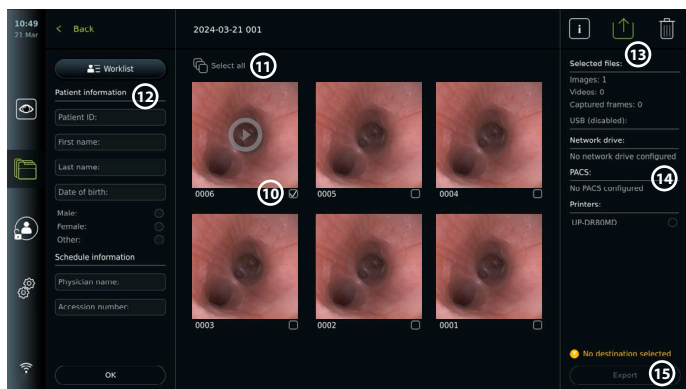 10:49
21 Mar
Back
2024-03-21 001
Worklist
12
Patient information
Patient ID:
First name:
Last name:
Date of birth:
Male:
Female:
Other:
Schedule information
Physician name:
Accession number:
OK
Select all
11
0006
10
0005
0004
0003
0002
0001
i
13
Selected files:
Images: 1
Videos: 0
Captured frames: 0
USB (disabled):
Network drive:
No network drive configured
PACS:
14
No PACS configured
Printers:
UP-DR80MD
No destination selected
Export
15